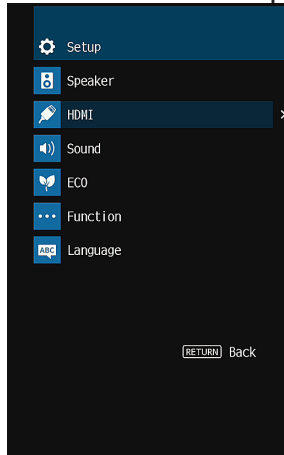 Setup
Speaker
HDMI
Sound
ECO
Function
ABC Language
RETURN Back